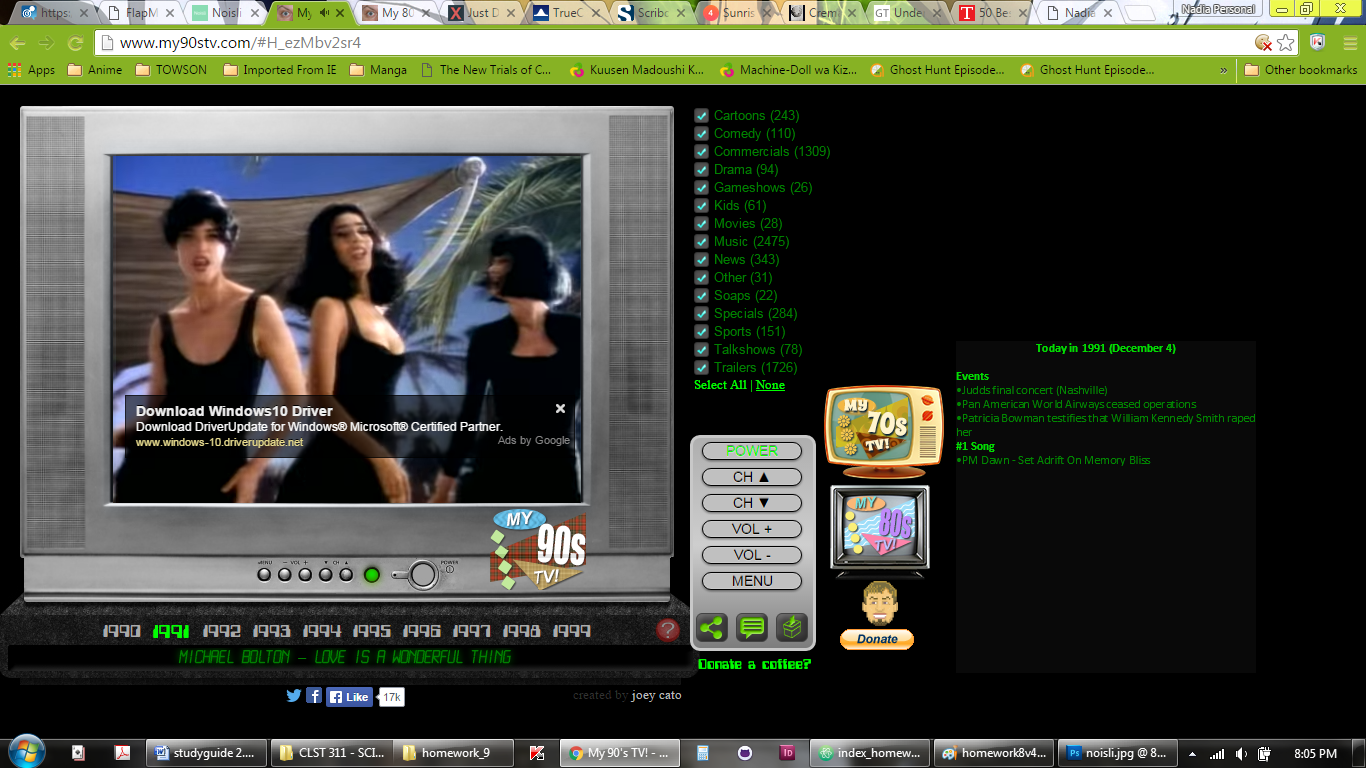 https:
FlapM
Noisli
My
My 80
Just D
TrueC
Scribd
Sunris
Crem
Unde
50 Be
Nadia
Nadia Personal
www.my90stv.com/#H_ezMbv2sr4
Apps
Anime
TOWSON
Imported From IE
Manga
The New Trials of C...
Kuusen Madoushi K...
Machine-Doll wa Kiz...
Ghost Hunt Episode...
Ghost Hunt Episode...
»
Other bookmarks
Cartoons (243)
Comedy (110)
Commercials (1309)
Drama (94)
Gameshows (26)
Kids (61)
Movies (28)
Music (2475)
News (343)
Other (31)
Soaps (22)
Specials (284)
Sports (151)
Talkshows (78)
Trailers (1726)
Select All | None
Download Windows10 Driver
Download DriverUpdate for Windows® Microsoft® Certified Partner.
www.windows-10.driverupdate.net
Ads by Google
Today in 1991 (December 4)
Events
•Judds final concert (Nashville)
•Pan American World Airways ceased operations
•Patricia Bowman testifies that William Kennedy Smith raped
her
#1 Song
•PM Dawn - Set Adrift On Memory Bliss
MY
70s
TV!
MY
80s
TV!
Donate
POWER
CH ▲
CH ▼
VOL +
VOL -
MENU
Donate a coffee?
MY
90s
TV!
MENU
- VOL +
▼ CH ▲
POWER
1990 1991 1992 1993 1994 1995 1996 1997 1998 1999
?
MICHAEL BOLTON - LOVE IS A WONDERFUL THING
Like
17k
created by joey cato
studyguide 2....
CLST 311 - SCI...
homework_9
My 90's TV! - ...
index_homew...
homework8v4...
noisli.jpg @ 8...
8:05 PM